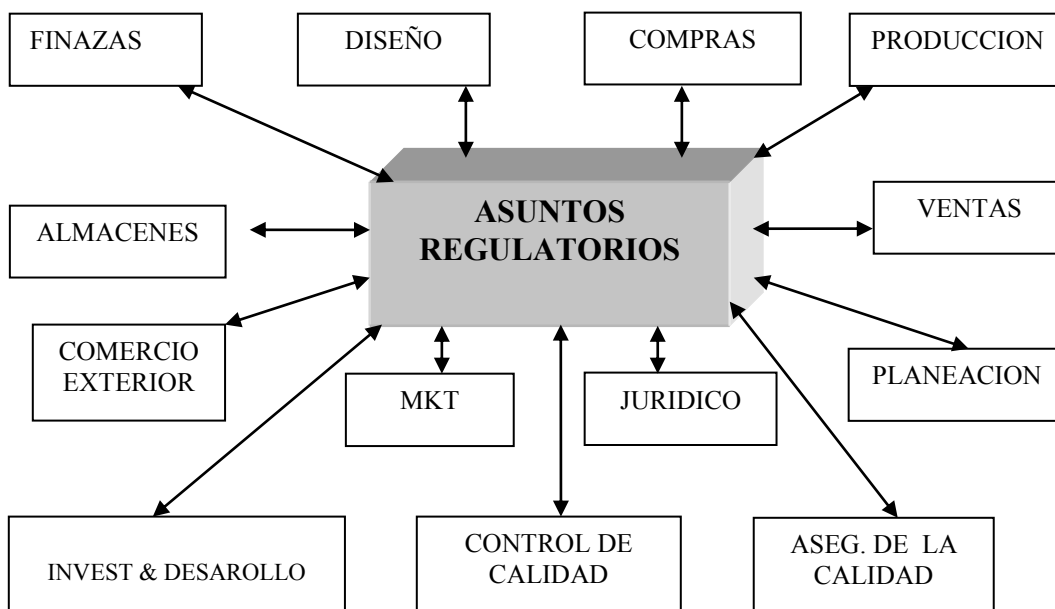 FINAZAS
DISEÑO
COMPRAS
PRODUCCION
ASUNTOS
REGULATORIOS
ALMACENES
VENTAS
COMERCIO
EXTERIOR
MKT
JURIDICO
PLANEACION
INVEST & DESAROLLO
CONTROL DE
CALIDAD
ASEG. DE LA
CALIDAD